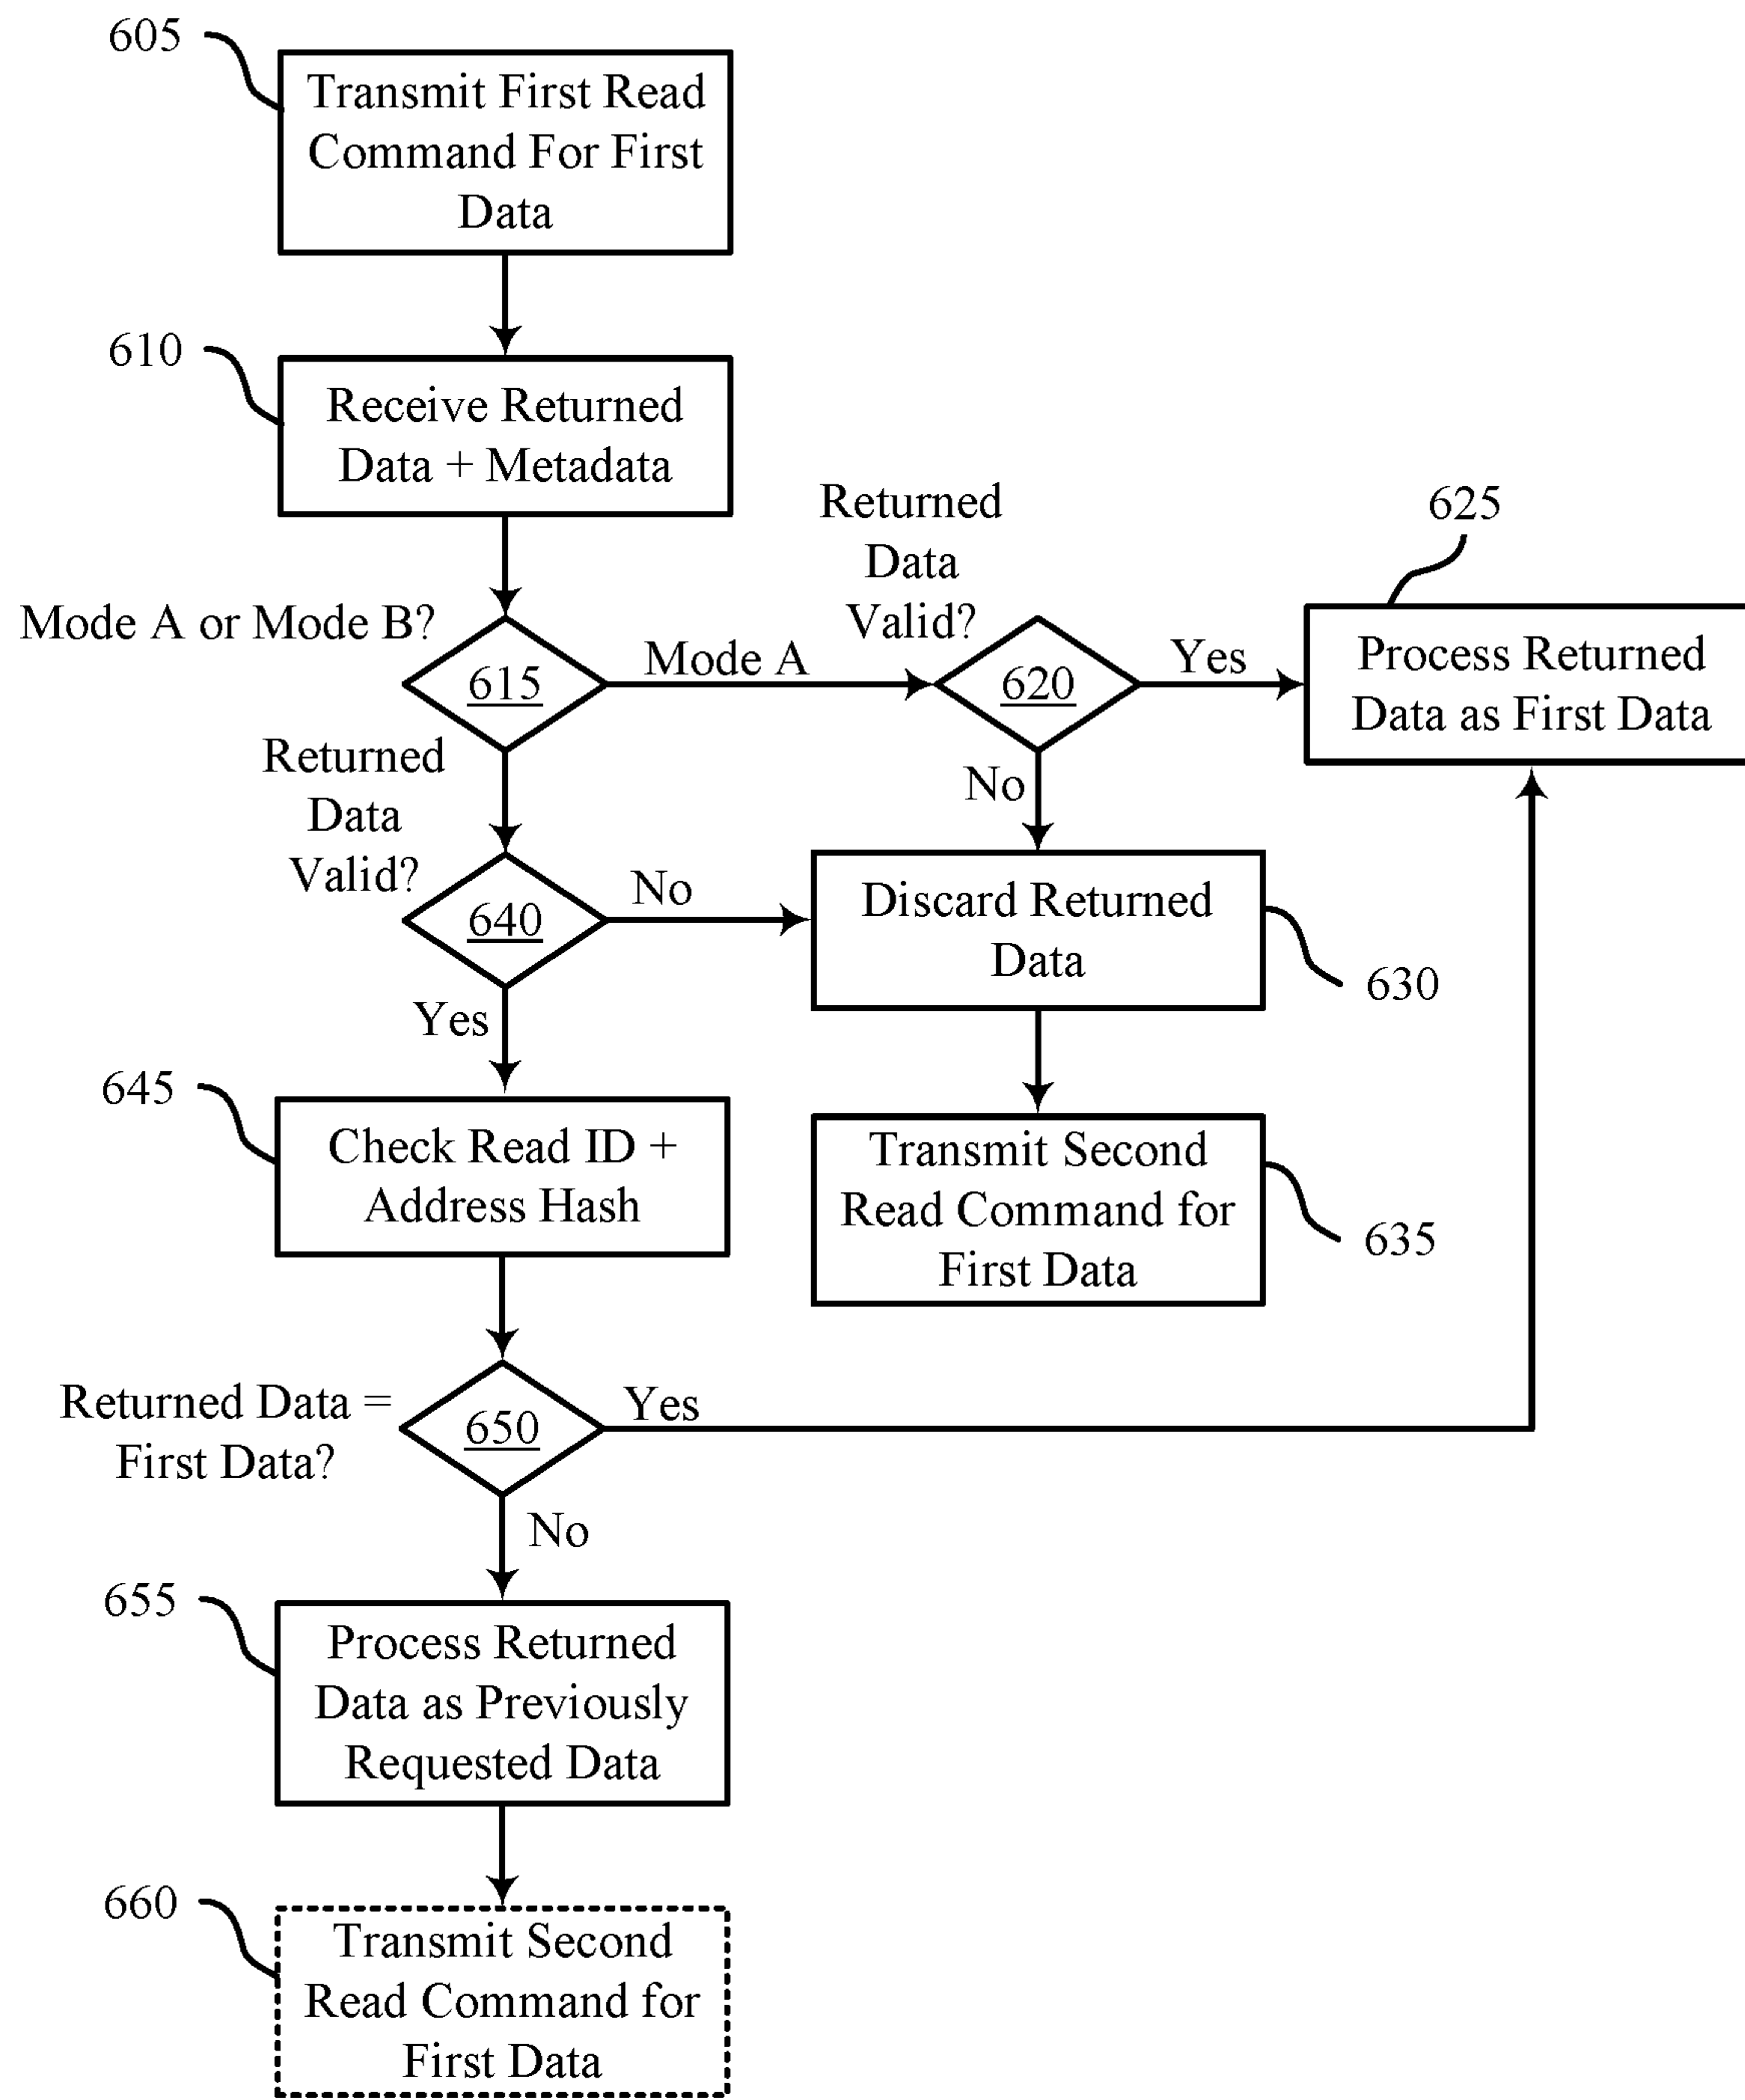 605
Transmit First Read
Command For First
Data
610
Receive Returned
Data + Metadata
Mode A or Mode B?
615
Mode A
Returned
Data
Valid?
620
Yes
625
Process Returned
Data as First Data
No
Returned
Data
Valid?
640
No
Discard Returned
Data
630
Yes
Transmit Second
Read Command for
First Data
635
645
Check Read ID +
Address Hash
Returned Data =
First Data?
650
Yes
No
655
Process Returned
Data as Previously
Requested Data
660
Transmit Second
Read Command for
First Data